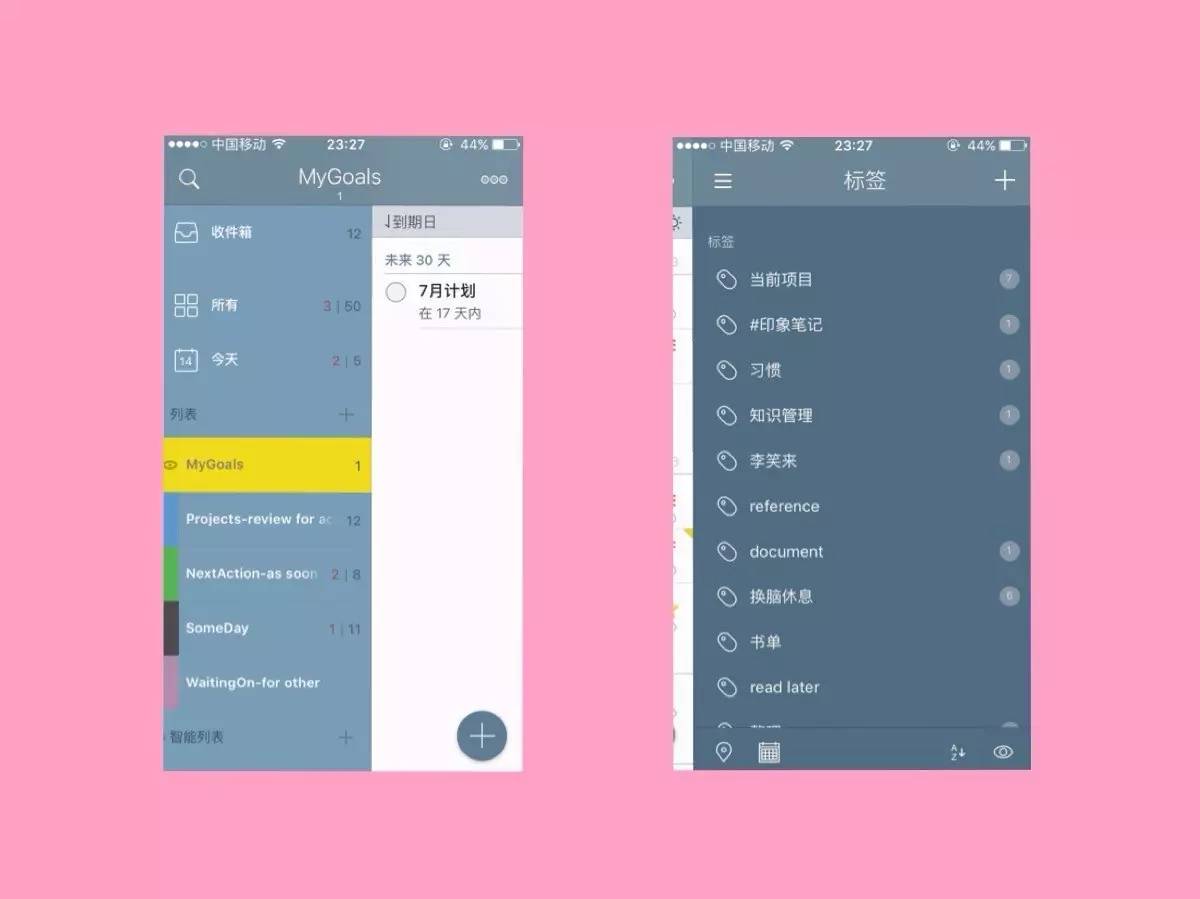 中国移动 23:27 44%
MyGoals
1
收件箱 12
所有 3 | 50
14 今天 2 | 5
列表
MyGoals 1
Projects-review for ac 12
NextAction-as soon 2 | 8
SomeDay 1 | 11
WaitingOn-for other
智能列表
到期日
未来 30 天
7月计划
在 17 天内
中国移动 23:27 44%
标签
标签
当前项目 7
#印象笔记 1
习惯 1
知识管理 1
李笑来 1
reference
document 1
换脑休息 6
书单
read later